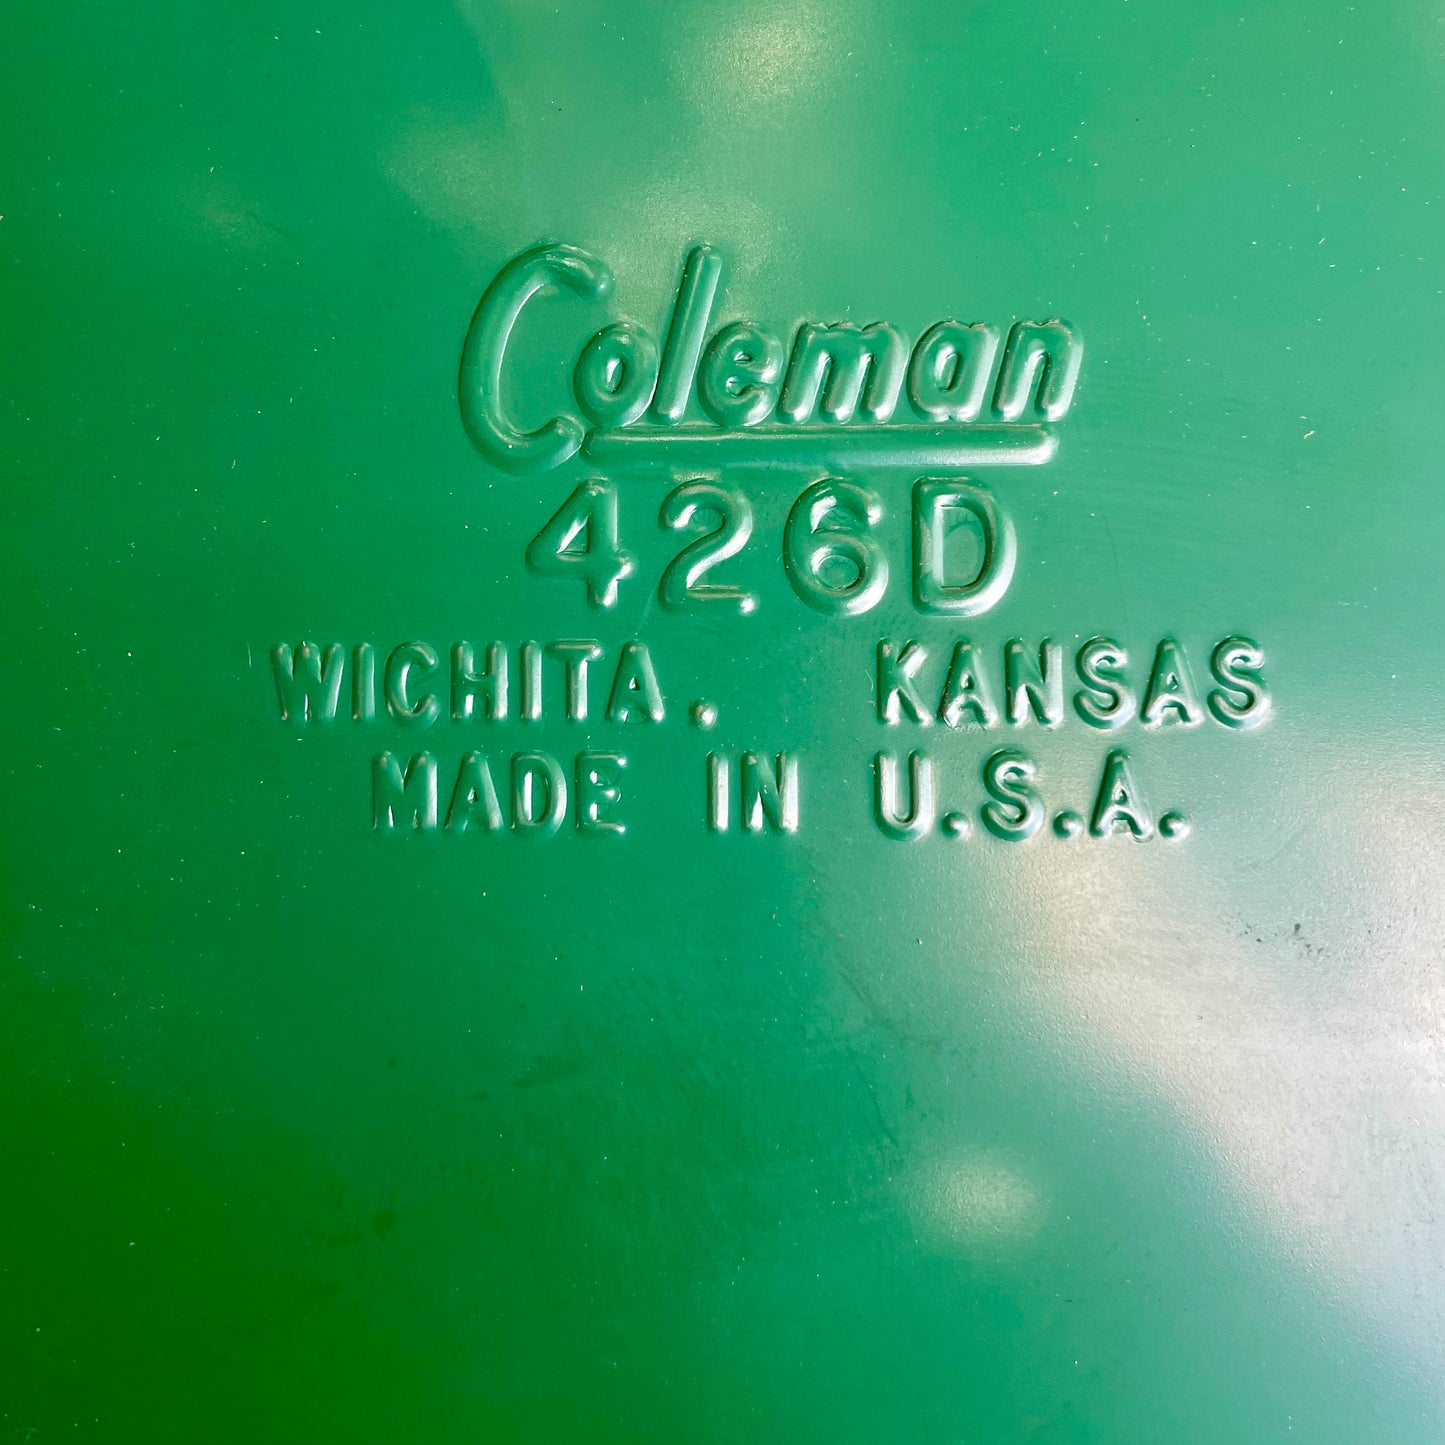 Coleman
426D
WICHITA. KANSAS
MADE IN U.S.A.